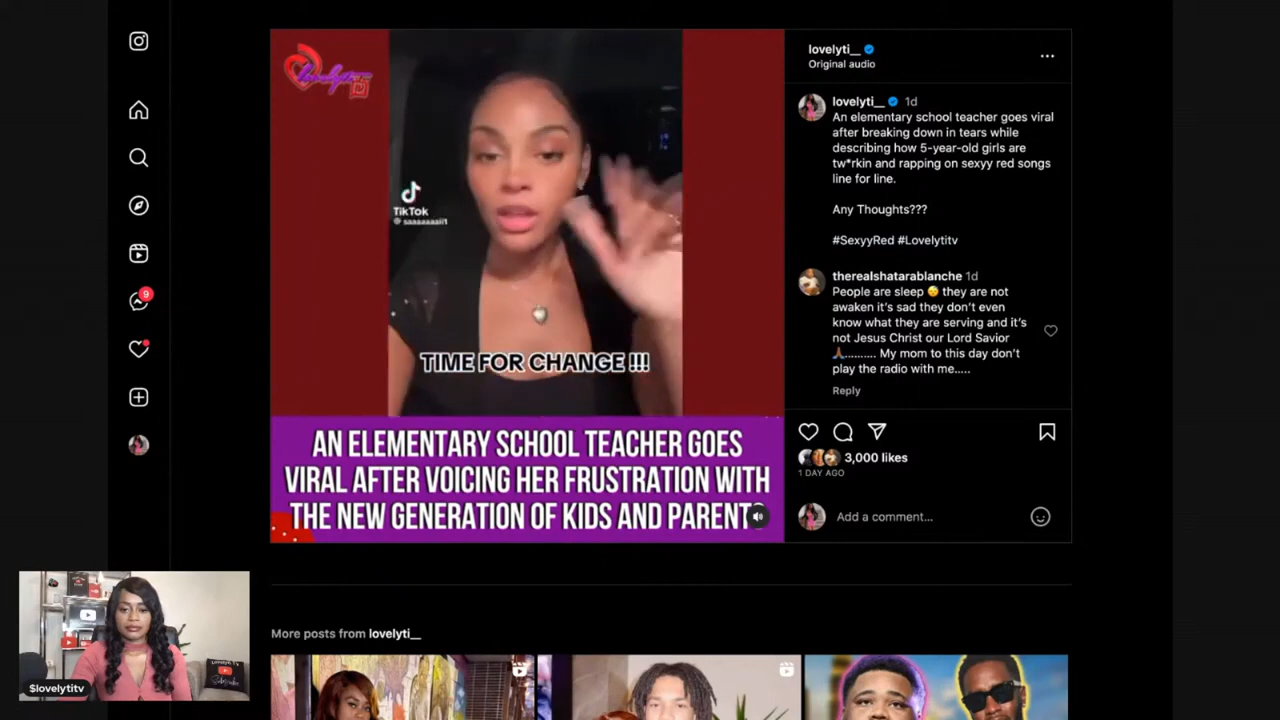 lovelyti
TikTok
saaaaaaaii1
TIME FOR CHANGE !!!
AN ELEMENTARY SCHOOL TEACHER GOES
VIRAL AFTER VOICING HER FRUSTRATION WITH
THE NEW GENERATION OF KIDS AND PARENTS
lovelyti__
Original audio
lovelyti__ 1d
An elementary school teacher goes viral
after breaking down in tears while
describing how 5-year-old girls are
tw*rkin and rapping on sexyy red songs
line for line.
Any Thoughts???
#SexyyRed #Lovelytitv
therealshatarablanche 1d
People are sleep 😴 they are not
awaken it's sad they don't even
know what they are serving and it's
not Jesus Christ our Lord Savior
🙏🏾.......... My mom to this day don't
play the radio with me.....
Reply
3,000 likes
1 DAY AGO
Add a comment...
9
$lovelytitv
More posts from lovelyti__